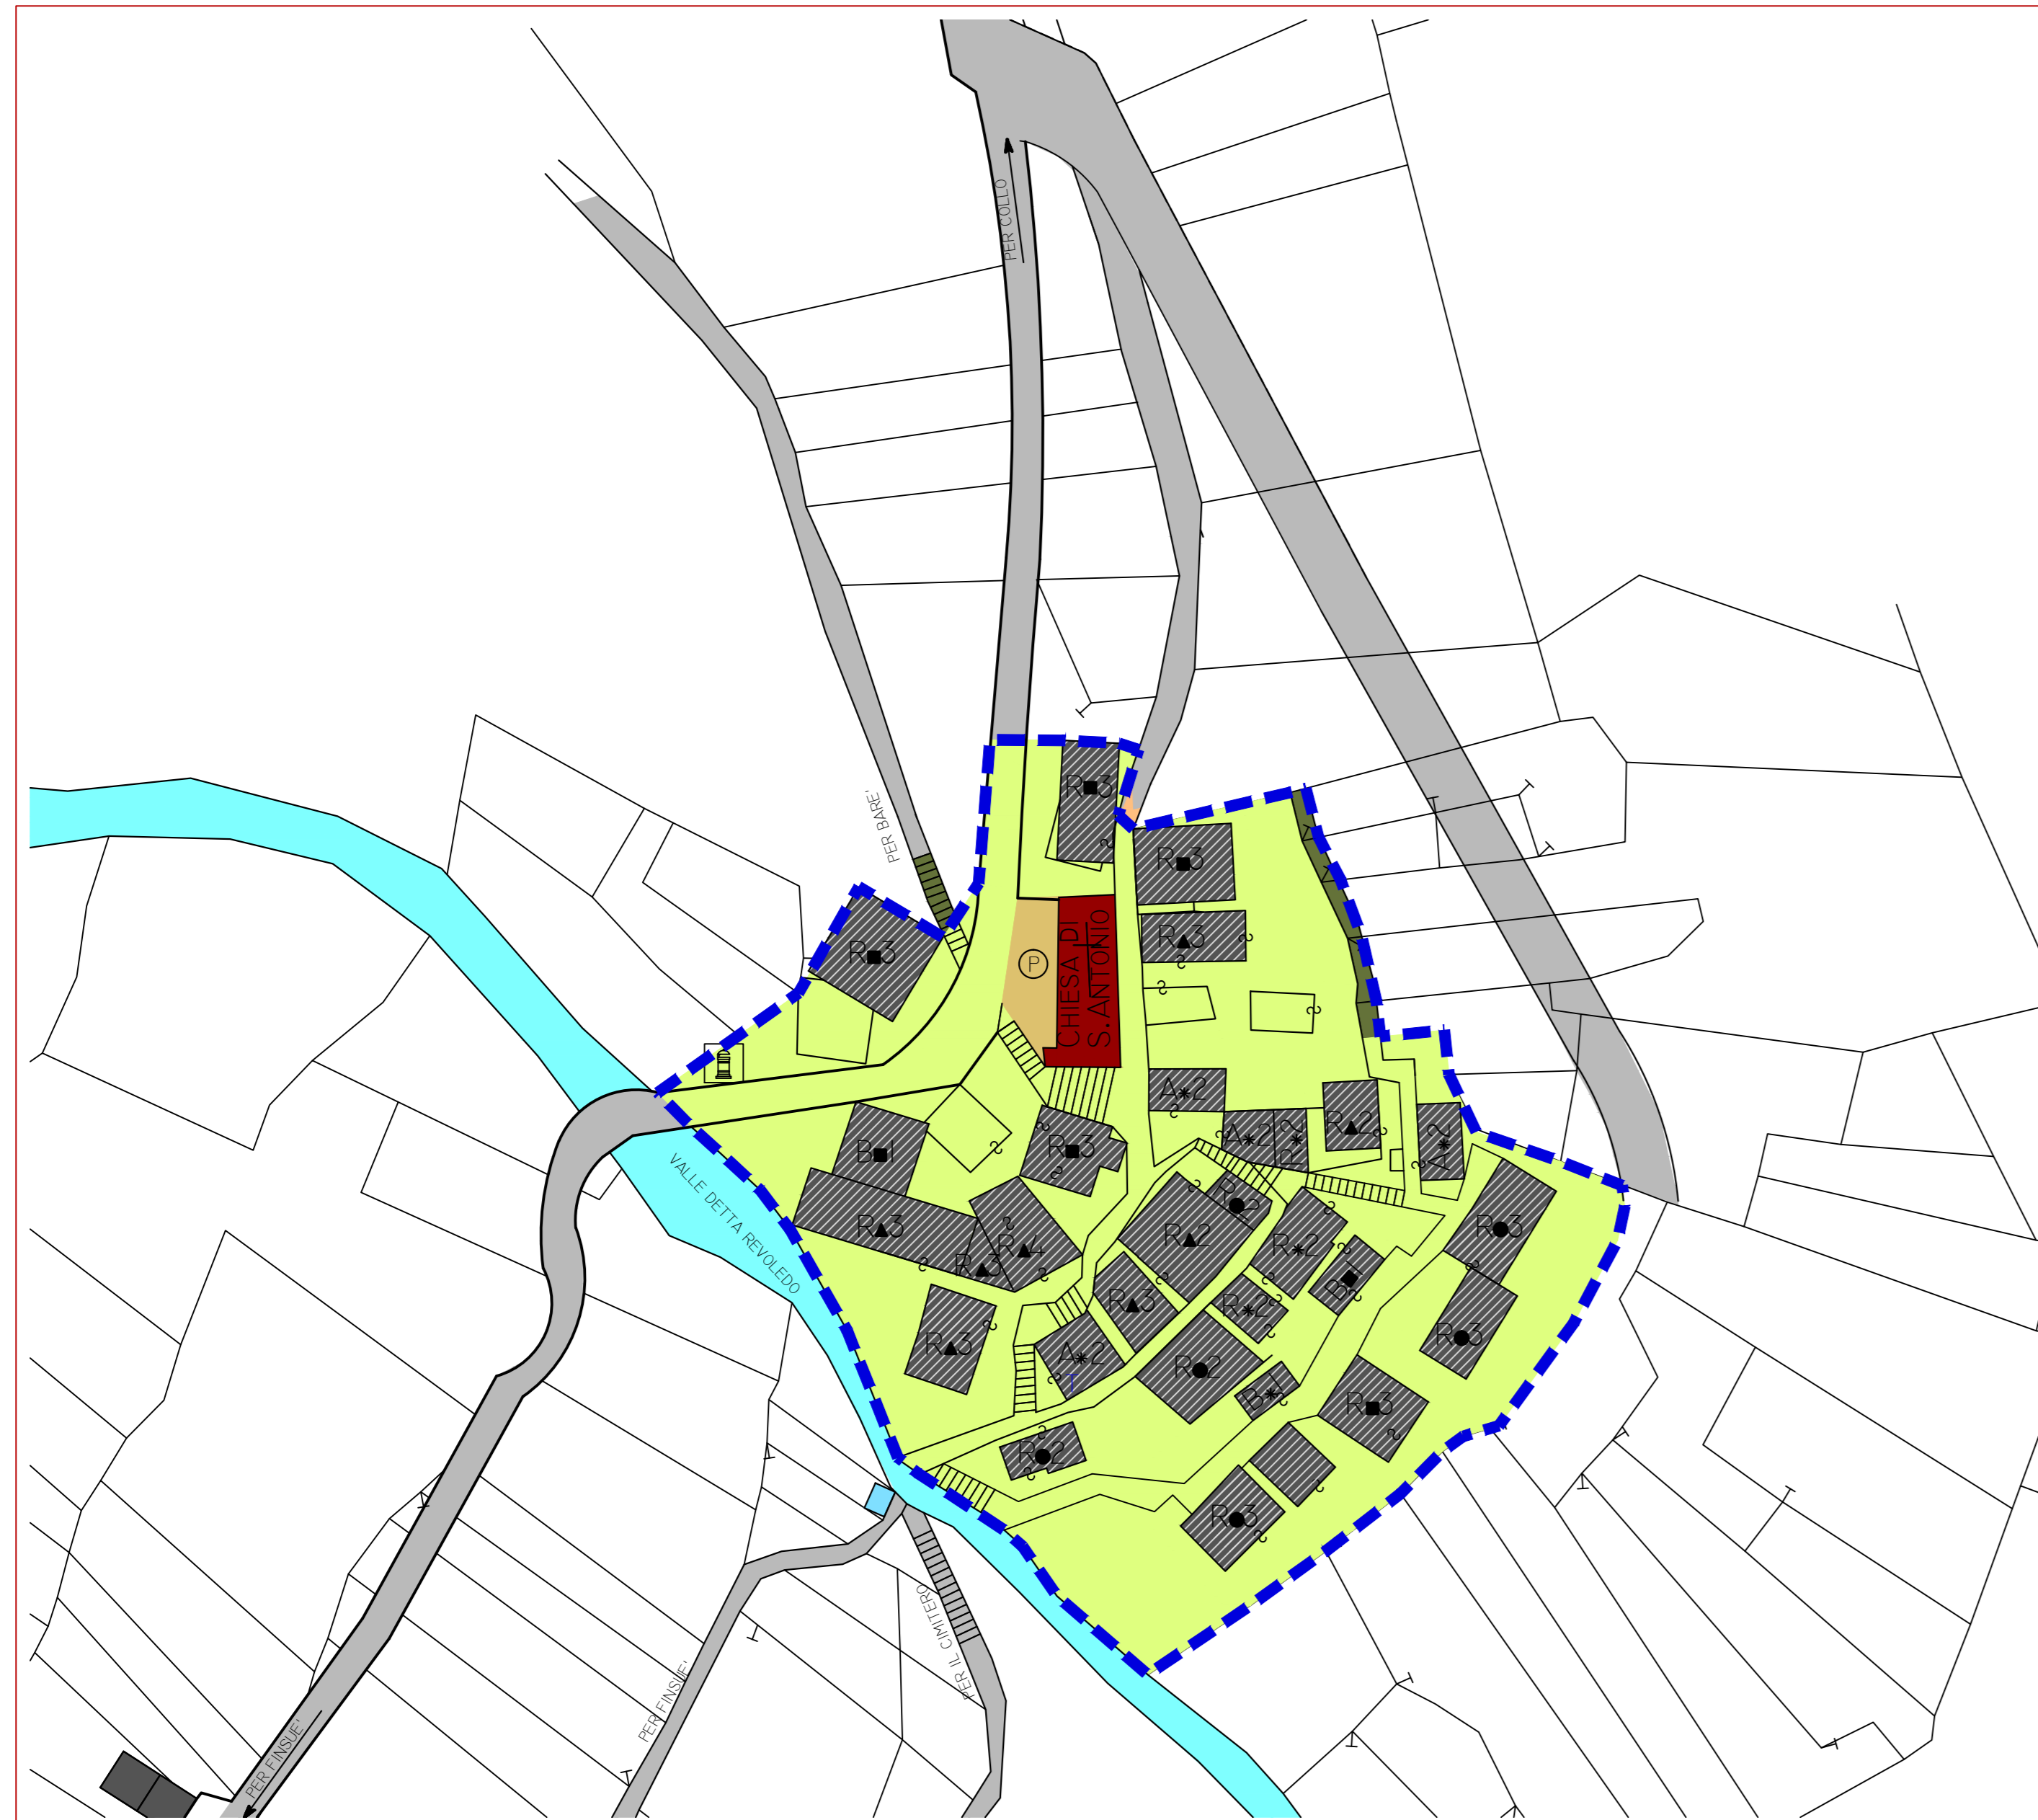 PER COLLO
R■3
PER BARE'
R■3
R▲3
R■3
P
CHIESA DI
S.ANTONIO
A*2
R▲2
A*2
R*2
A*2
B■1
R■3
VALLE DETTA REVOLEDO
R●2
R●3
R▲3
R▲4
R▲2
R*2
B■1
R▲3
R▲3
R*2
R●3
R▲3
A*2
T
R●2
B*1
R■3
R●2
R●3
PER IL CIMITERO
PER FINSUE'
PER FINSUE'